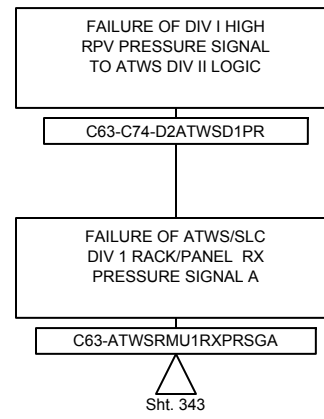 FAILURE OF DIV I HIGH
RPV PRESSURE SIGNAL
TO ATWS DIV II LOGIC
C63-C74-D2ATWSD1PR
FAILURE OF ATWS/SLC
DIV 1 RACK/PANEL RX
PRESSURE SIGNAL A
C63-ATWSRMU1RXPRSGA
Sht. 343